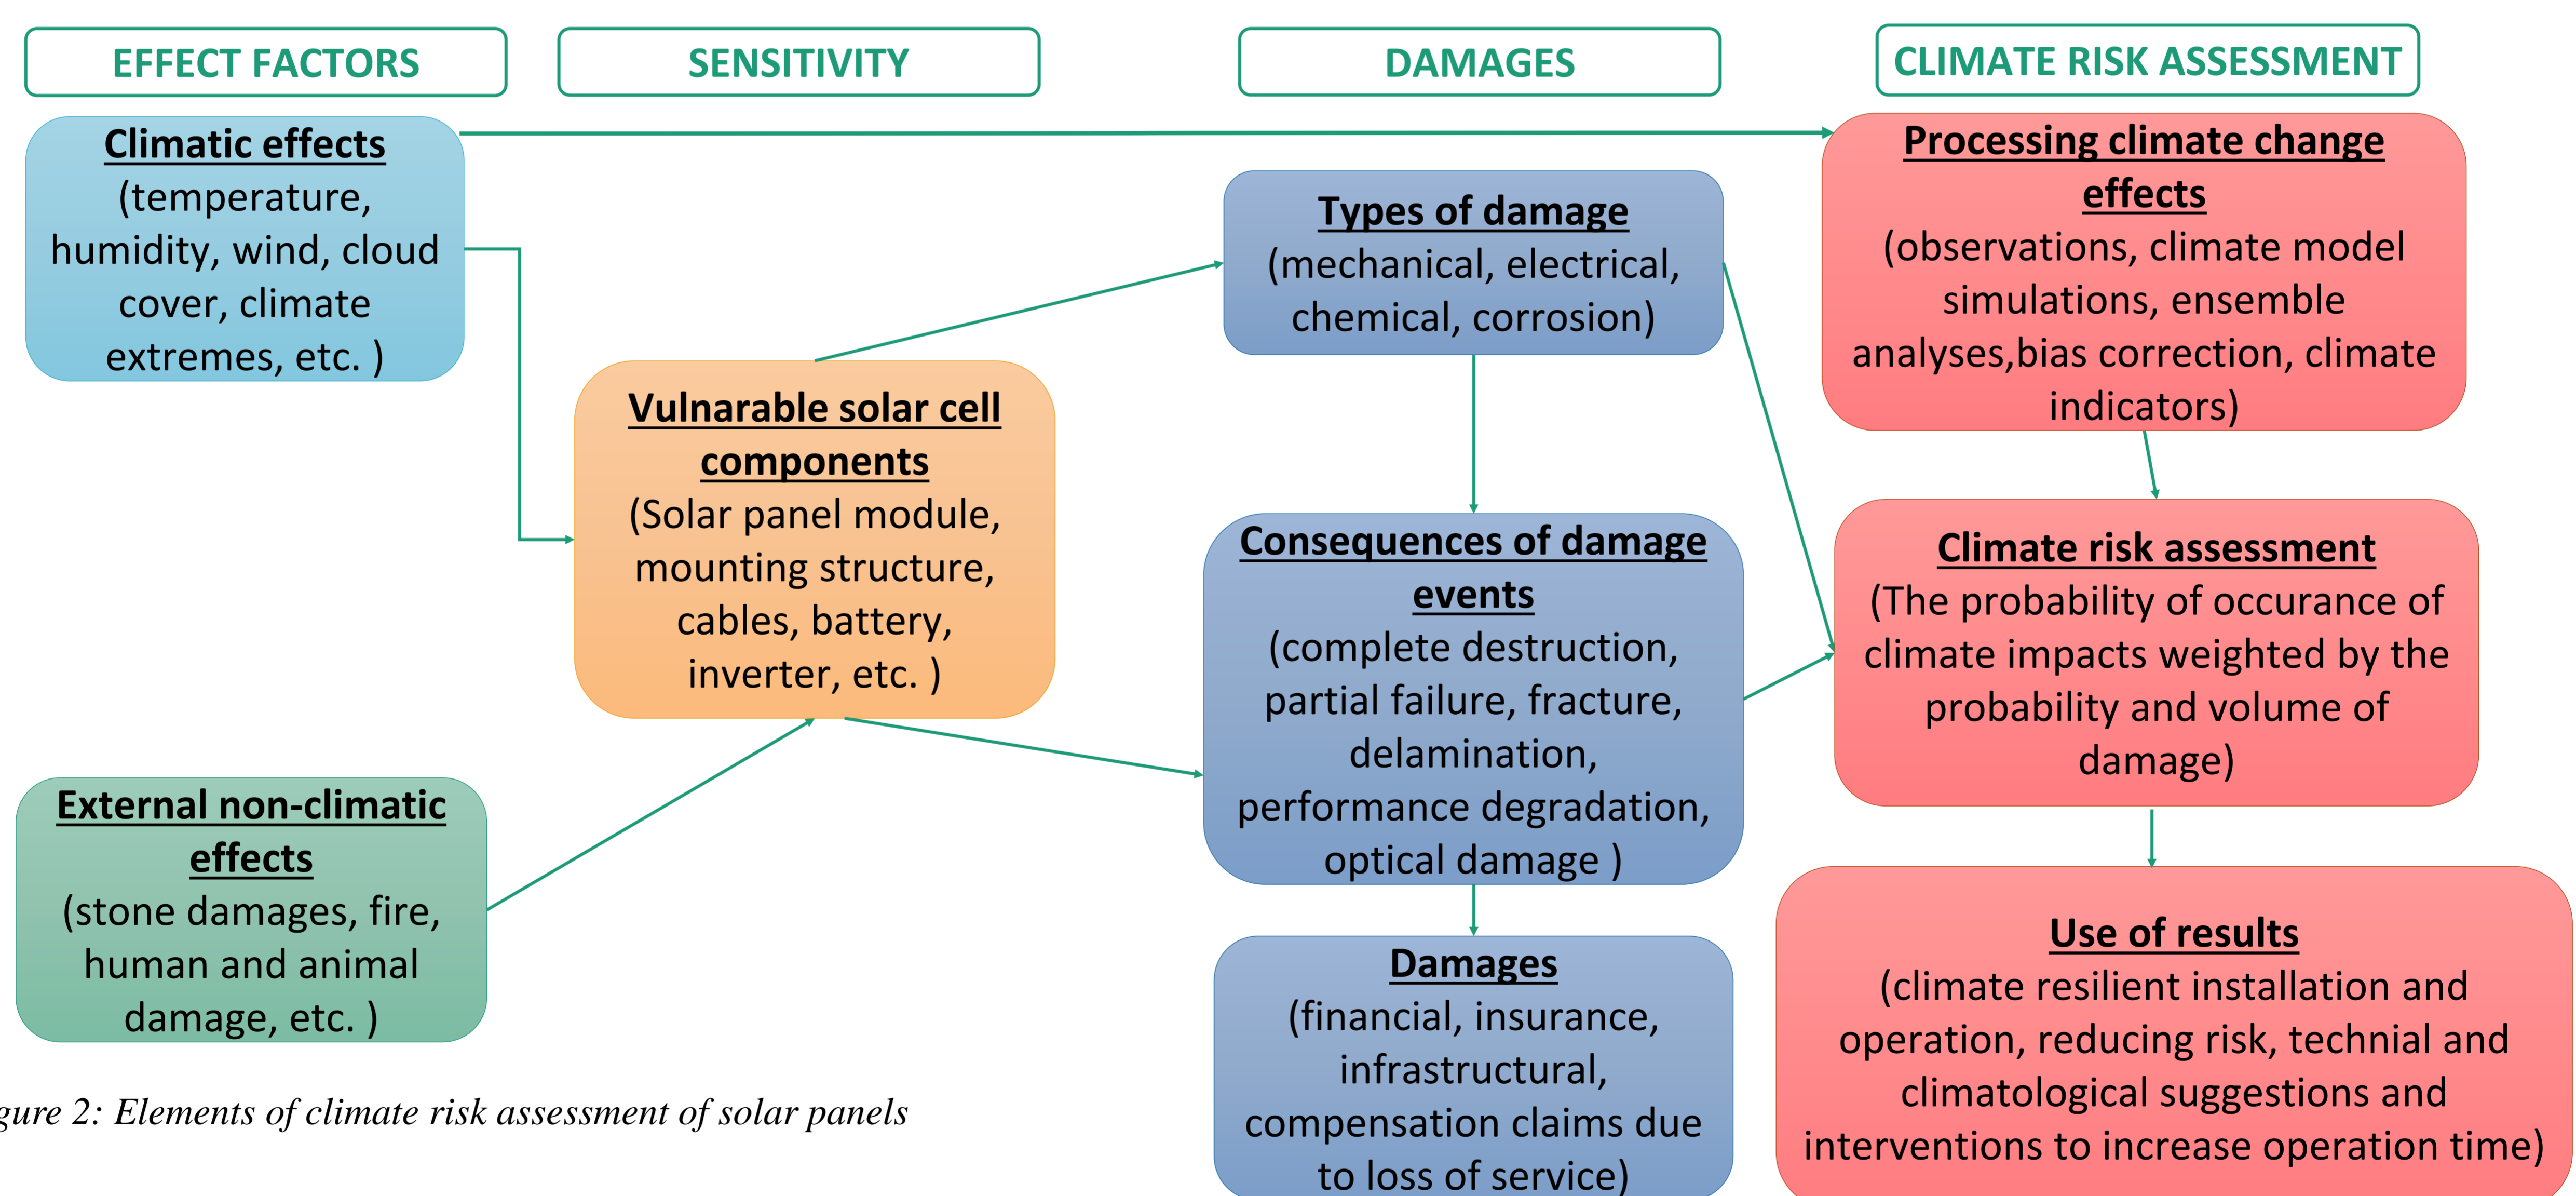 EFFECT FACTORS
SENSITIVITY
DAMAGES
CLIMATE RISK ASSESSMENT
Climatic effects
(temperature,
humidity, wind, cloud
cover, climate
extremes, etc. )
External non-climatic
effects
(stone damages, fire,
human and animal
damage, etc. )
Vulnarable solar cell
components
(Solar panel module,
mounting structure,
cables, battery,
inverter, etc. )
Types of damage
(mechanical, electrical,
chemical, corrosion)
Consequences of damage
events
(complete destruction,
partial failure, fracture,
delamination,
performance degradation,
optical damage )
Damages
(financial, insurance,
infrastructural,
compensation claims due
to loss of service)
Processing climate change
effects
(observations, climate model
simulations, ensemble
analyses,bias correction, climate
indicators)
Climate risk assessment
(The probability of occurance of
climate impacts weighted by the
probability and volume of
damage)
Use of results
(climate resilient installation and
operation, reducing risk, technial and
climatological suggestions and
interventions to increase operation time)
gure 2: Elements of climate risk assessment of solar panels